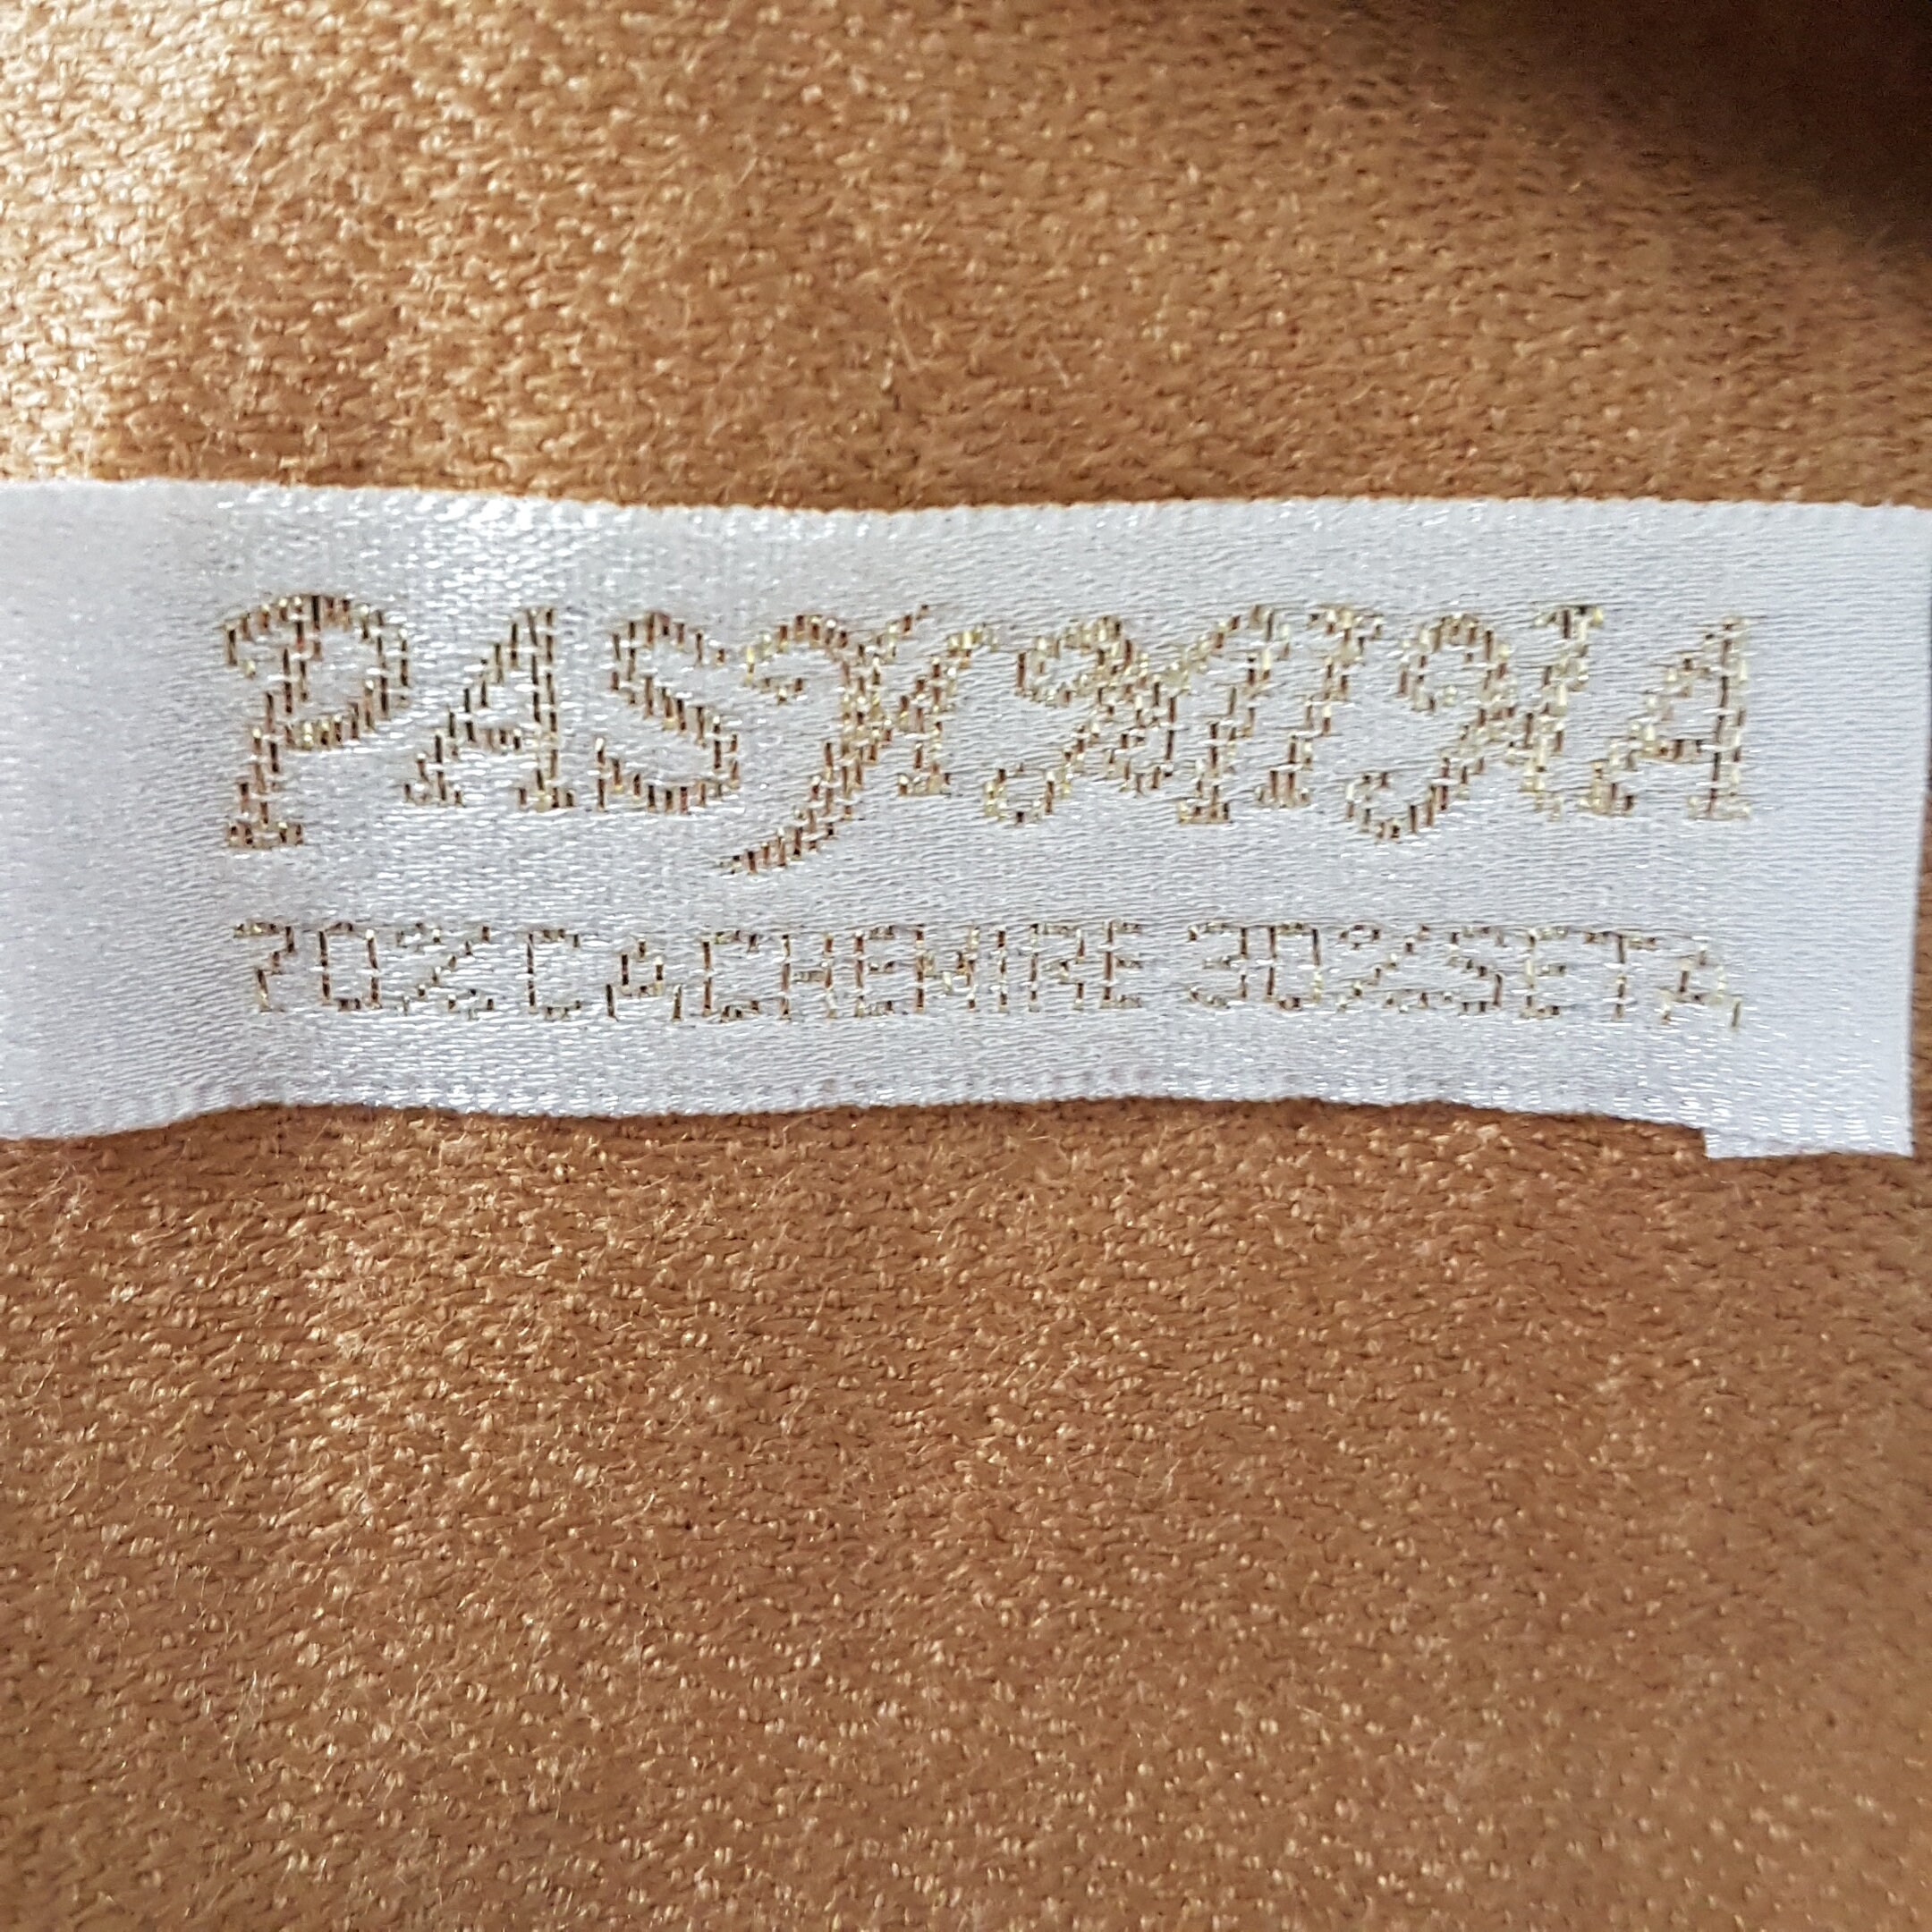 PASHMINA
70% CACHEMIRE 30% SETA